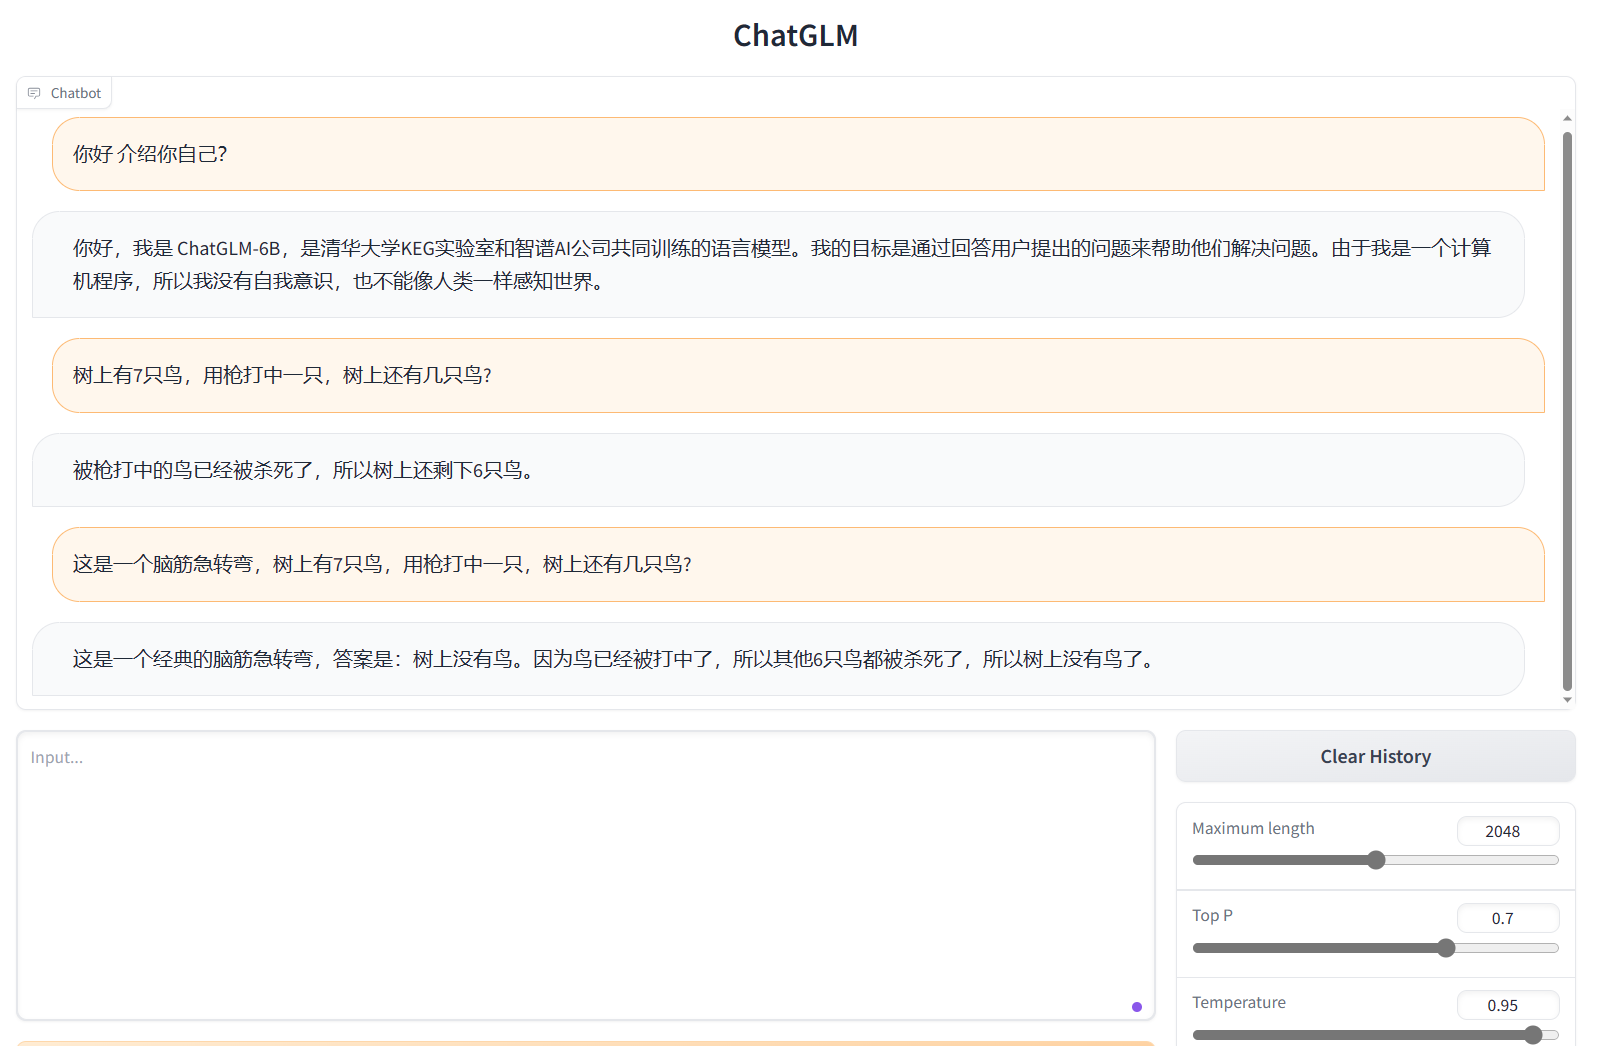 ChatGLM
Chatbot
你好 介绍你自己?
你好，我是 ChatGLM-6B，是清华大学KEG实验室和智谱AI公司共同训练的语言模型。我的目标是通过回答用户提出的问题来帮助他们解决问题。由于我是一个计算
机程序，所以我没有自我意识，也不能像人类一样感知世界。
树上有7只鸟，用枪打中一只，树上还有几只鸟?
被枪打中的鸟已经被杀死了，所以树上还剩下6只鸟。
这是一个脑筋急转弯，树上有7只鸟，用枪打中一只，树上还有几只鸟?
这是一个经典的脑筋急转弯，答案是：树上没有鸟。因为鸟已经被打中了，所以其他6只鸟都被杀死了，所以树上没有鸟了。
Input...
Clear History
Maximum length 2048
Top P 0.7
Temperature 0.95